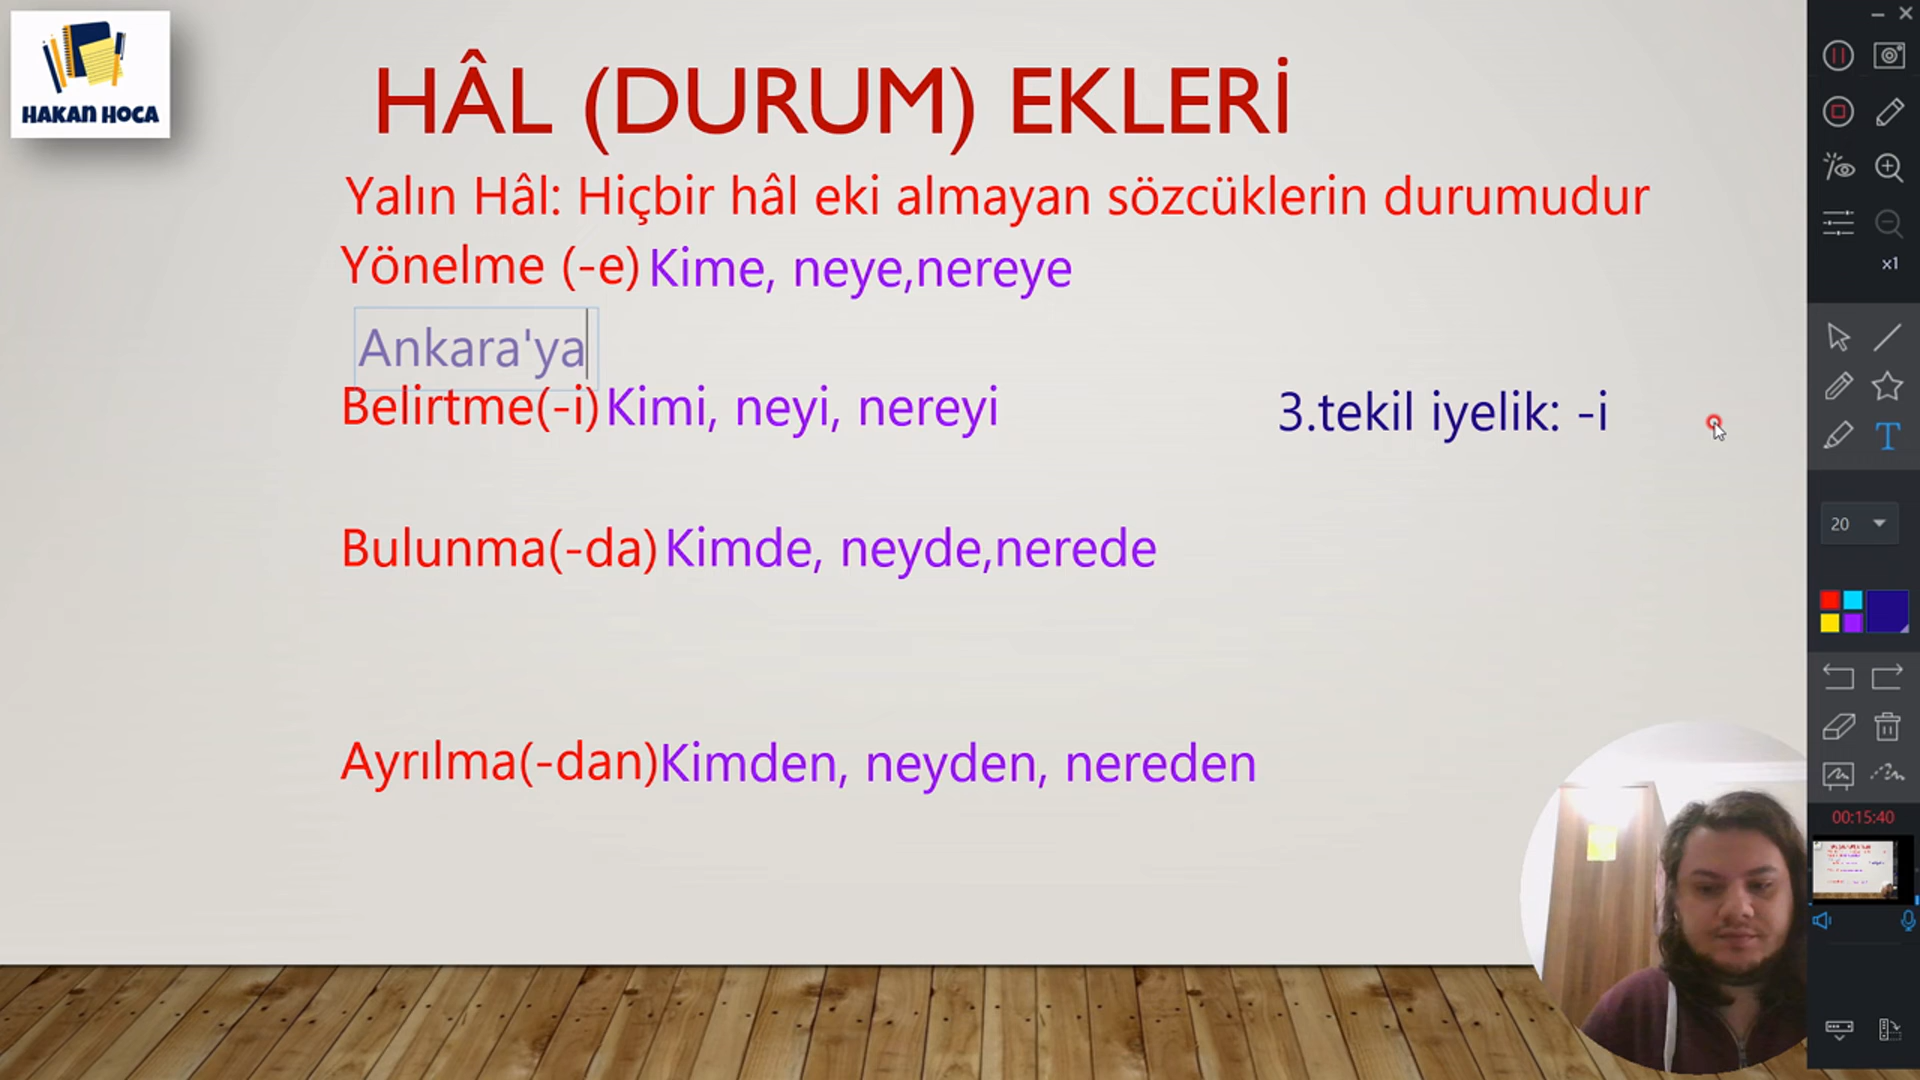 HAKAN HOCA
HÂL (DURUM) EKLERİ
Yalın Hâl: Hiçbir hâl eki almayan sözcüklerin durumudur
Yönelme (-e) Kime, neye,nereye
Ankara'ya
Belirtme(-i) Kimi, neyi, nereyi
3.tekil iyelik: -i
Bulunma(-da) Kimde, neyde,nerede
Ayrılma(-dan) Kimden, neyden, nereden
x1
T
20
00:15:40